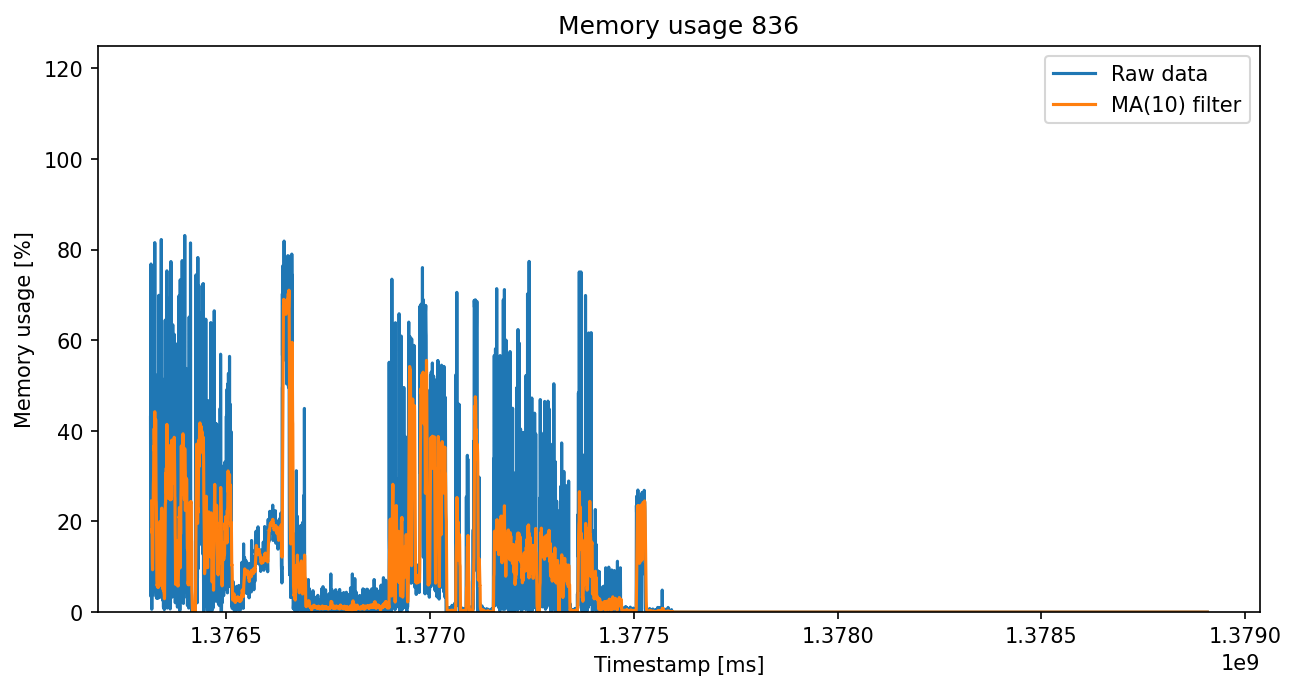 Memory usage 836
Raw data
MA(10) filter
Memory usage [%]
120
100
80
60
40
20
0
1.3765 1.3770 1.3775 1.3780 1.3785 1.3790
1e9
Timestamp [ms]